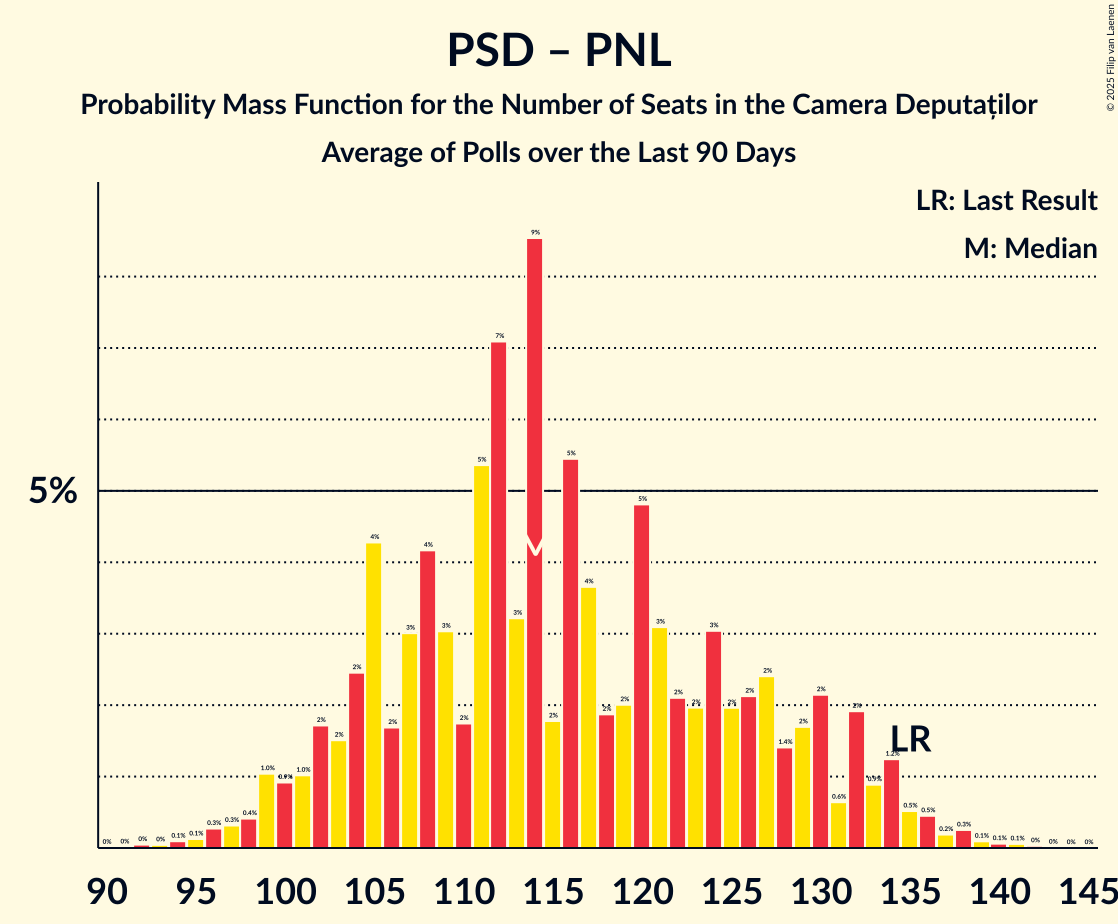 PSD – PNL
Probability Mass Function for the Number of Seats in the Camera Deputaților
Average of Polls over the Last 90 Days
© 2025 Filip van Laenen
LR: Last Result
M: Median
5%
0% 0% 0% 0% 0.1% 0.1% 0.3% 0.3% 0.4% 1.0% 0.9% 1.0% 2% 2% 2% 4% 2% 3% 4% 3% 2% 5% 7% 3% 9% 2% 5% 4% 2% 2% 5% 3% 2% 2% 3% 2% 2% 2% 1.4% 2% 2% 0.6% 2% 0.9% 1.2% 0.5% 0.5% 0.2% 0.3% 0.1% 0.1% 0.1% 0% 0% 0% 0%
M
LR
90 95 100 105 110 115 120 125 130 135 140 145